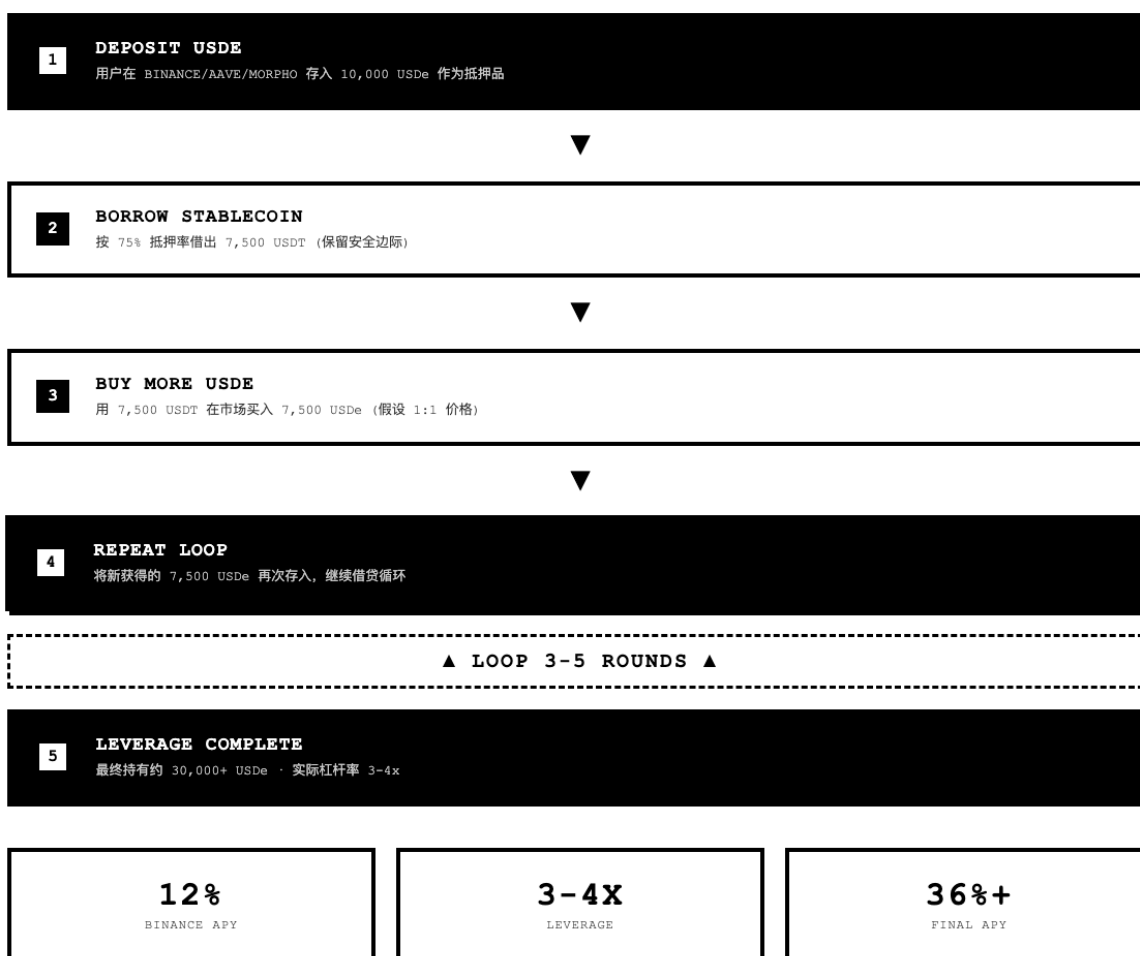 1
DEPOSIT USDE
用户在 BINANCE/AAVE/MORPHO 存入 10,000 USDe 作为抵押品
▼
2
BORROW STABLECOIN
按 75% 抵押率借出 7,500 USDT (保留安全边际)
▼
3
BUY MORE USDE
用 7,500 USDT 在市场买入 7,500 USDe (假设 1:1 价格)
▼
4
REPEAT LOOP
将新获得的 7,500 USDe 再次存入, 继续借贷循环
▲ LOOP 3-5 ROUNDS ▲
5
LEVERAGE COMPLETE
最终持有约 30,000+ USDe · 实际杠杆率 3-4x
12%
BINANCE APY
3-4X
LEVERAGE
36%+
FINAL APY